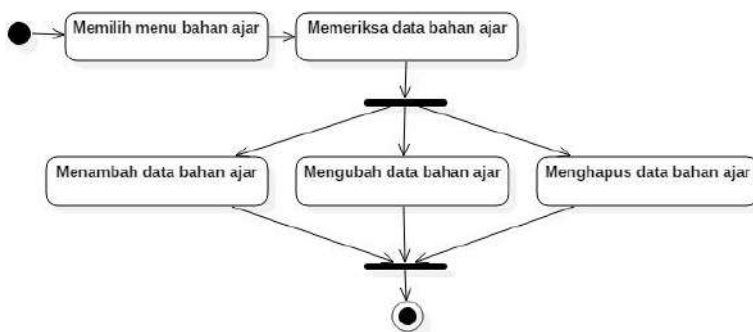 Memilih menu bahan ajar
Memeriksa data bahan ajar
Menambah data bahan ajar
Mengubah data bahan ajar
Menghapus data bahan ajar